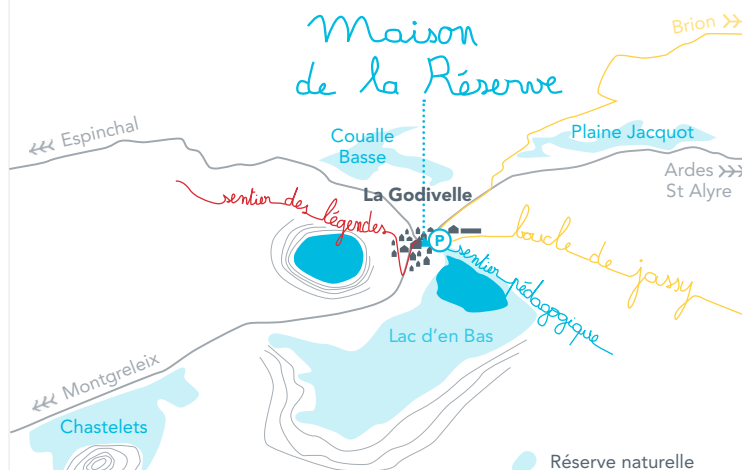 Maison
de la Réserve
Brion
Espinchal
Coualle
Basse
Plaine Jacquot
Ardes
St Alyre
La Godivelle
sentier des légendes
P
boucle de jassy
sentier pédagogique
Lac d'en Bas
Montgreleix
Chastelets
Réserve naturelle